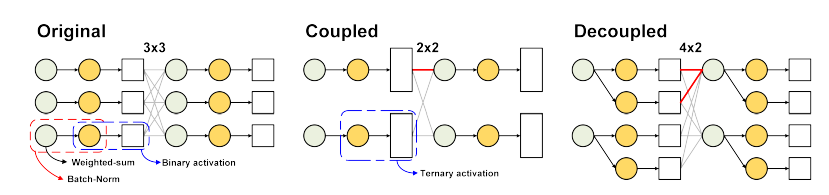 Original
3x3
Weighted-sum
Binary activation
Batch-Norm
Coupled
2x2
Ternary activation
Decoupled
4x2